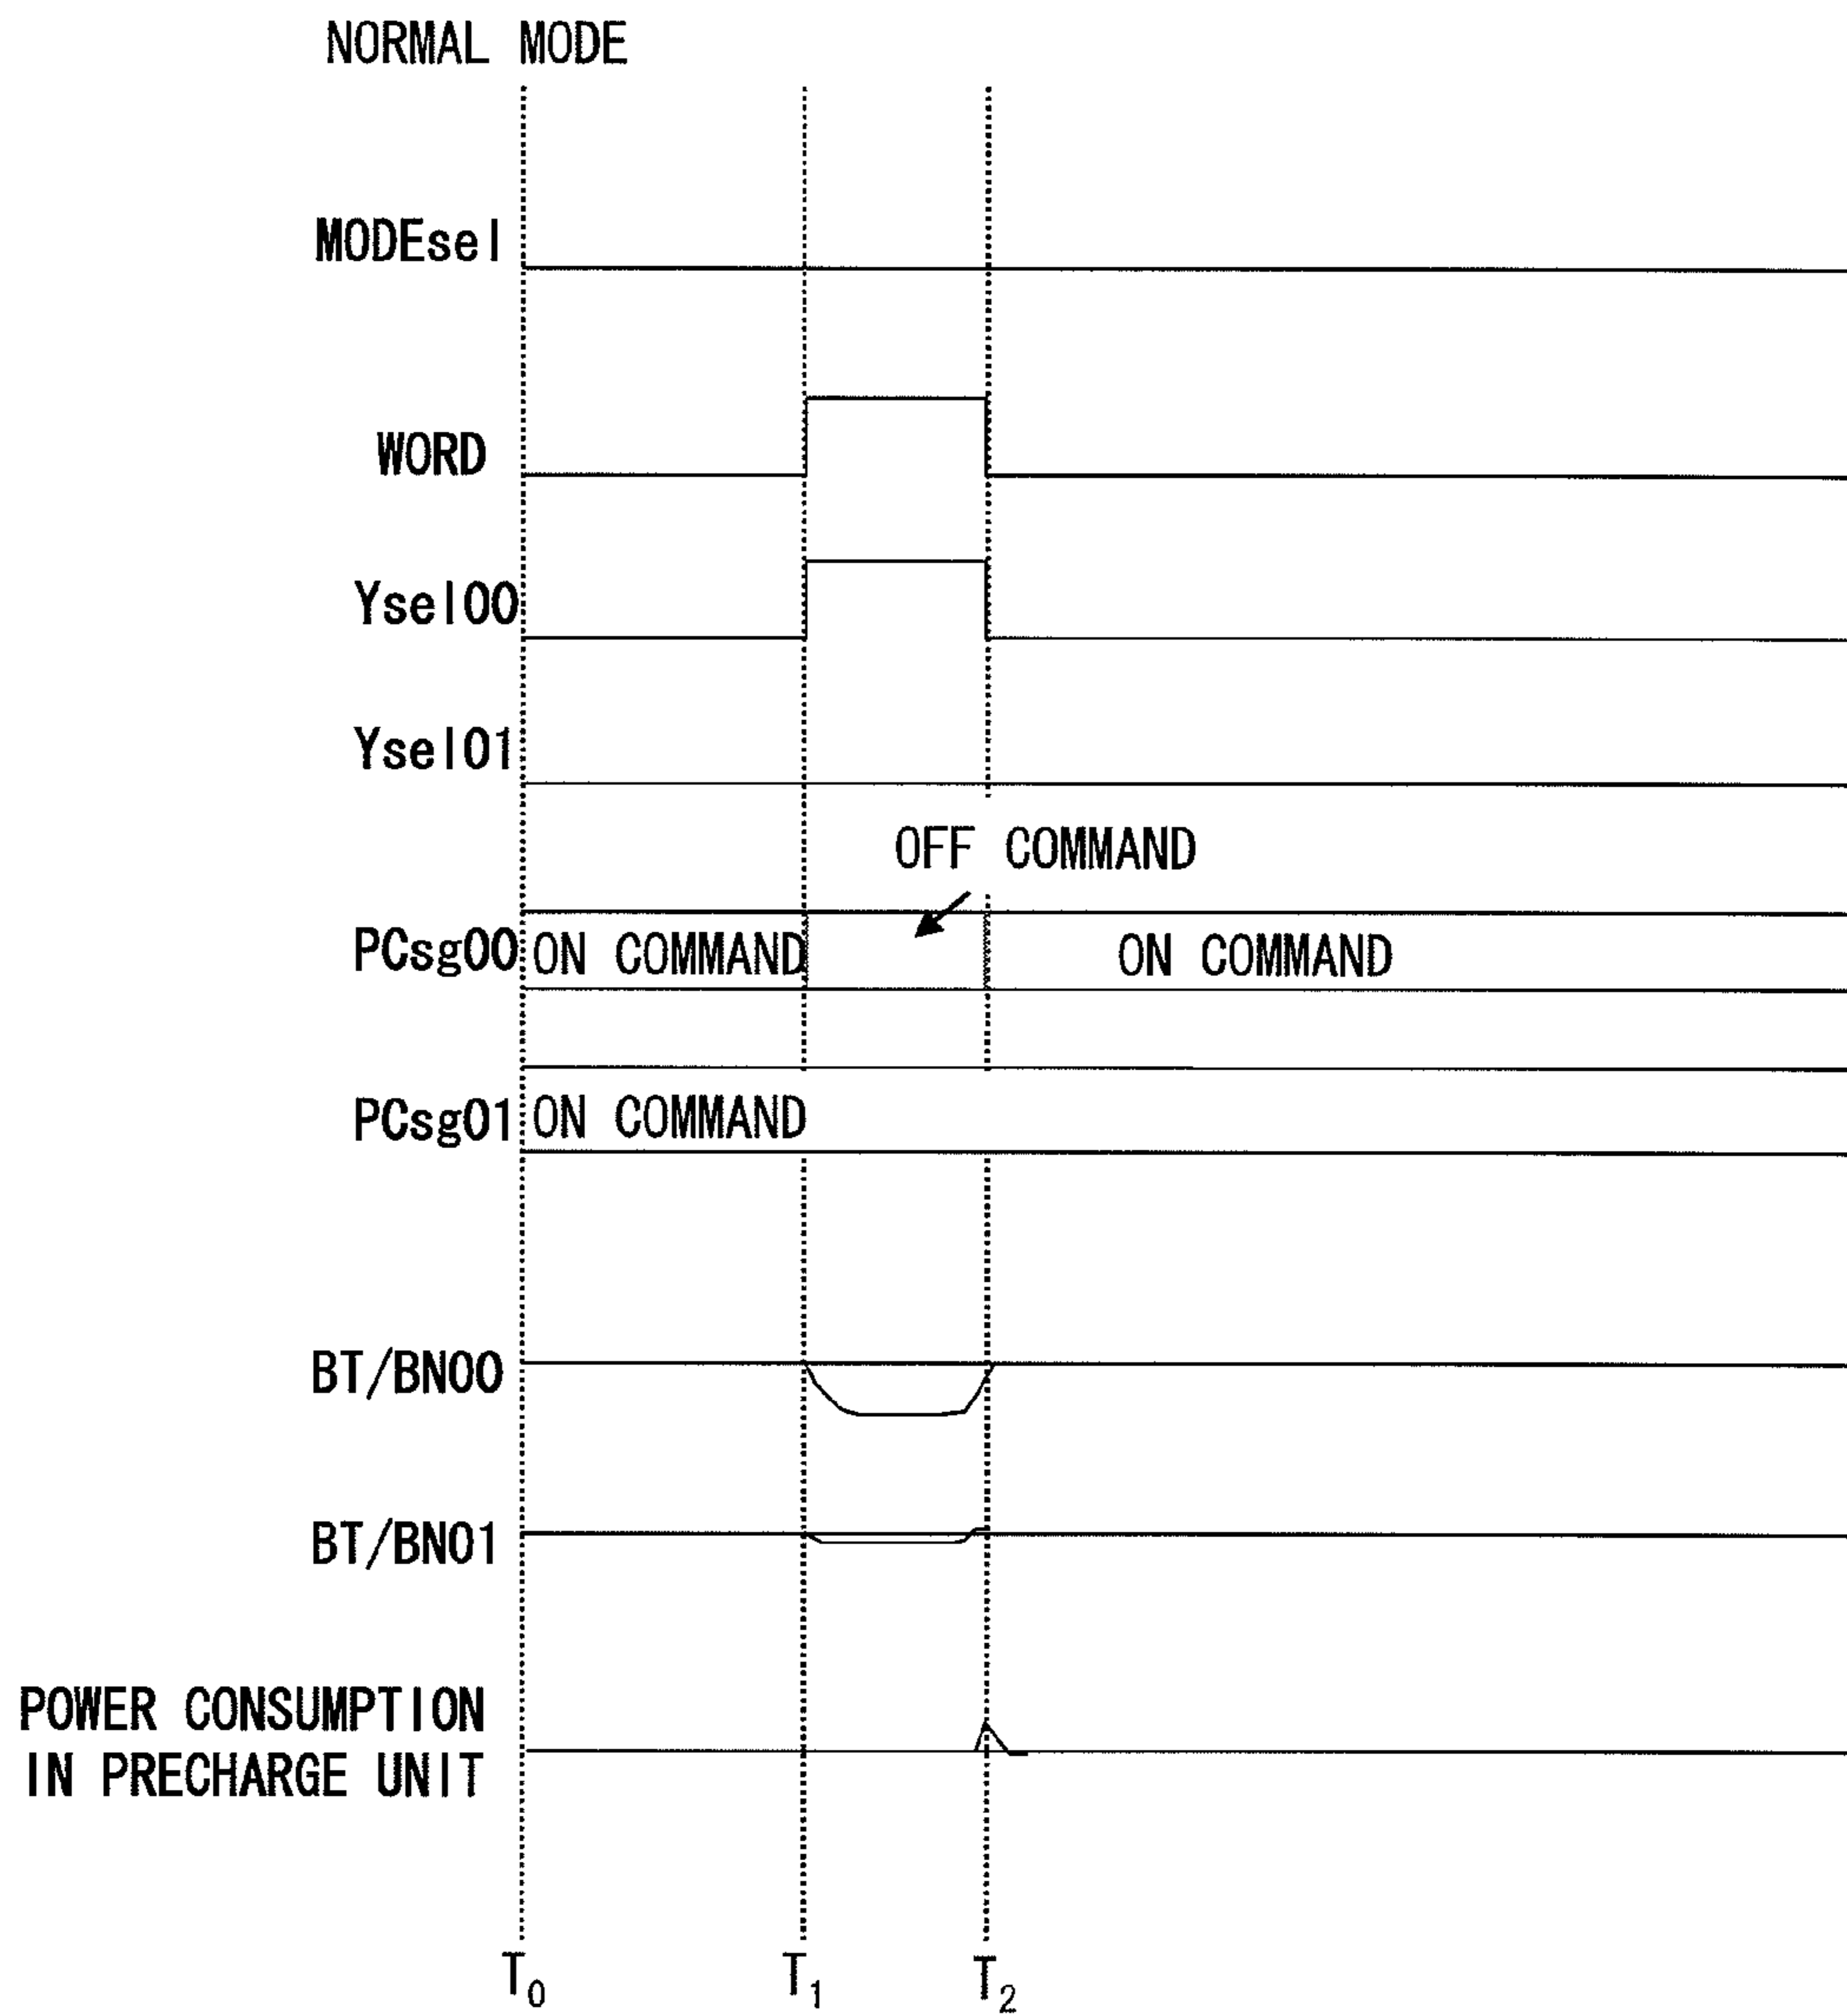 NORMAL MODE
MODEsel
WORD
Ysel00
Ysel01
OFF COMMAND
PCsg00 ON COMMAND ON COMMAND
PCsg01 ON COMMAND
BT/BN00
BT/BN01
POWER CONSUMPTION
IN PRECHARGE UNIT
T0 T1 T2